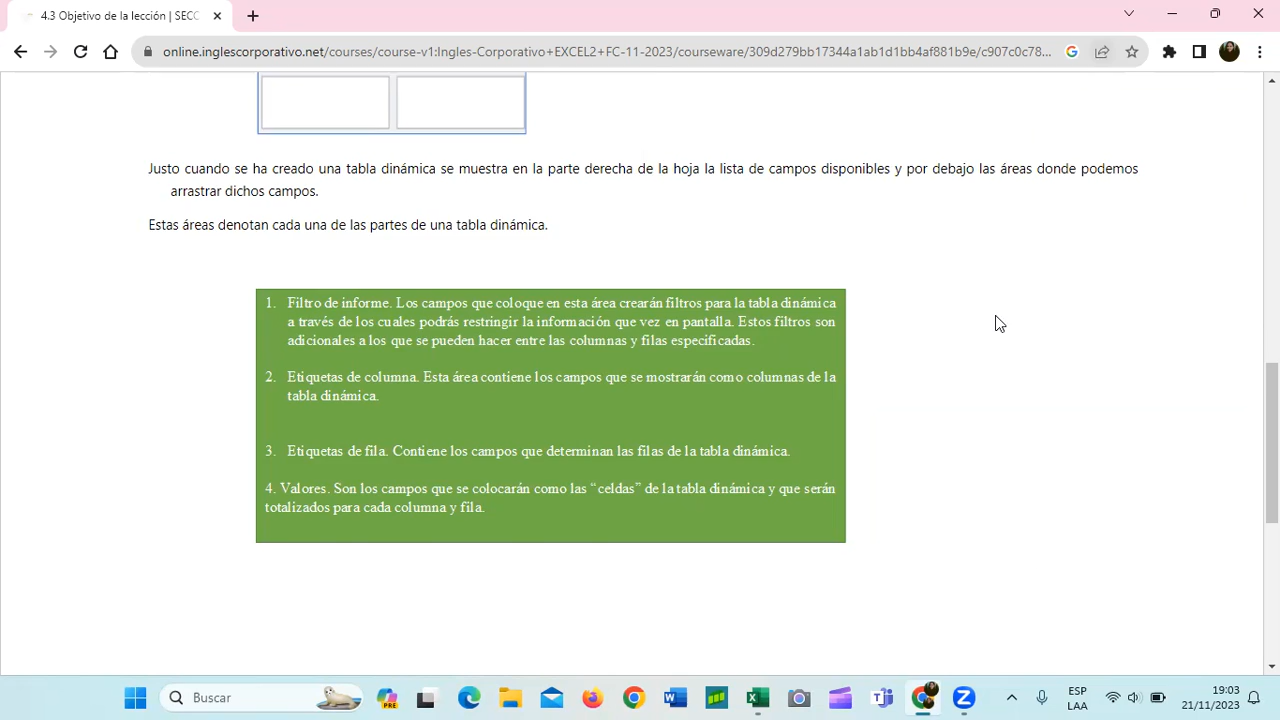 4.3 Objetivo de la lección | SECC
online.inglescorporativo.net/courses/course-v1:Ingles-Corporativo+EXCEL2+FC-11-2023/courseware/309d279bb17344a1ab1d1bb4af881b9e/c907c0c78...
Justo cuando se ha creado una tabla dinámica se muestra en la parte derecha de la hoja la lista de campos disponibles y por debajo las áreas donde podemos
arrastrar dichos campos.
Estas áreas denotan cada una de las partes de una tabla dinámica.
1. Filtro de informe. Los campos que coloque en esta área crearán filtros para la tabla dinámica
a través de los cuales podrás restringir la información que vez en pantalla. Estos filtros son
adicionales a los que se pueden hacer entre las columnas y filas especificadas.
2. Etiquetas de columna. Esta área contiene los campos que se mostrarán como columnas de la
tabla dinámica.
3. Etiquetas de fila. Contiene los campos que determinan las filas de la tabla dinámica.
4. Valores. Son los campos que se colocarán como las “celdas” de la tabla dinámica y que serán
totalizados para cada columna y fila.
Buscar
PRE
ESP
LAA
19:03
21/11/2023